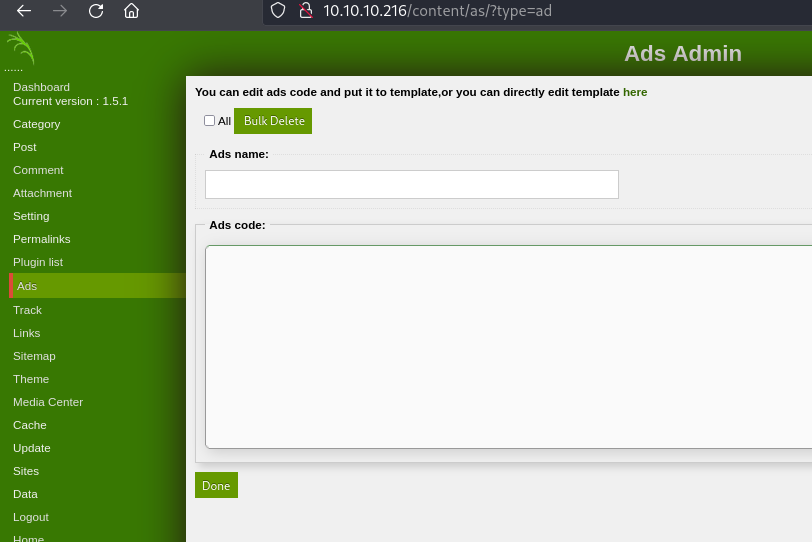 10.10.10.216/content/as/?type=ad
......
Ads Admin
Dashboard
Current version : 1.5.1
Category
Post
Comment
Attachment
Setting
Permalinks
Plugin list
Ads
Track
Links
Sitemap
Theme
Media Center
Cache
Update
Sites
Data
Logout
Home
You can edit ads code and put it to template,or you can directly edit template here
All Bulk Delete
Ads name:
Ads code:
Done